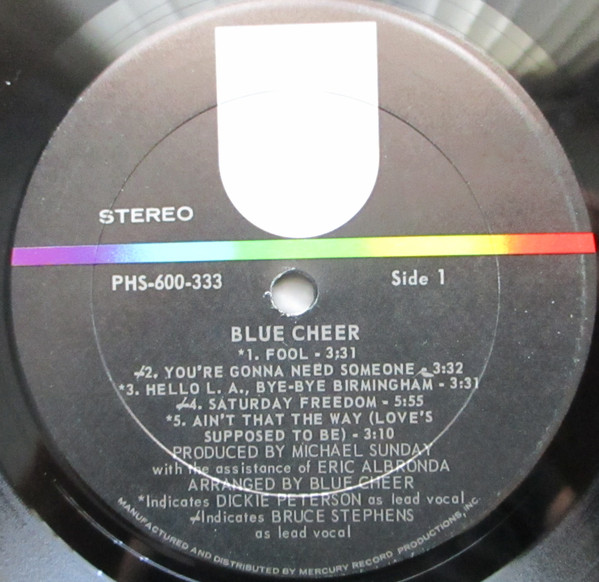 STEREO
PHS-600-333
Side 1
BLUE CHEER
*1. FOOL - 3:31
≠2. YOU'RE GONNA NEED SOMEONE - 3:32
*3. HELLO L. A., BYE-BYE BIRMINGHAM - 3:31
≠4. SATURDAY FREEDOM - 5:55
*5. AIN'T THAT THE WAY (LOVE'S
SUPPOSED TO BE) - 3:10
PRODUCED BY MICHAEL SUNDAY
with the assistance of ERIC ALBRONDA
ARRANGED BY BLUE CHEER
*Indicates DICKIE PETERSON as lead vocal
≠Indicates BRUCE STEPHENS
as lead vocal
MANUFACTURED AND DISTRIBUTED BY MERCURY RECORD PRODUCTIONS, INC.